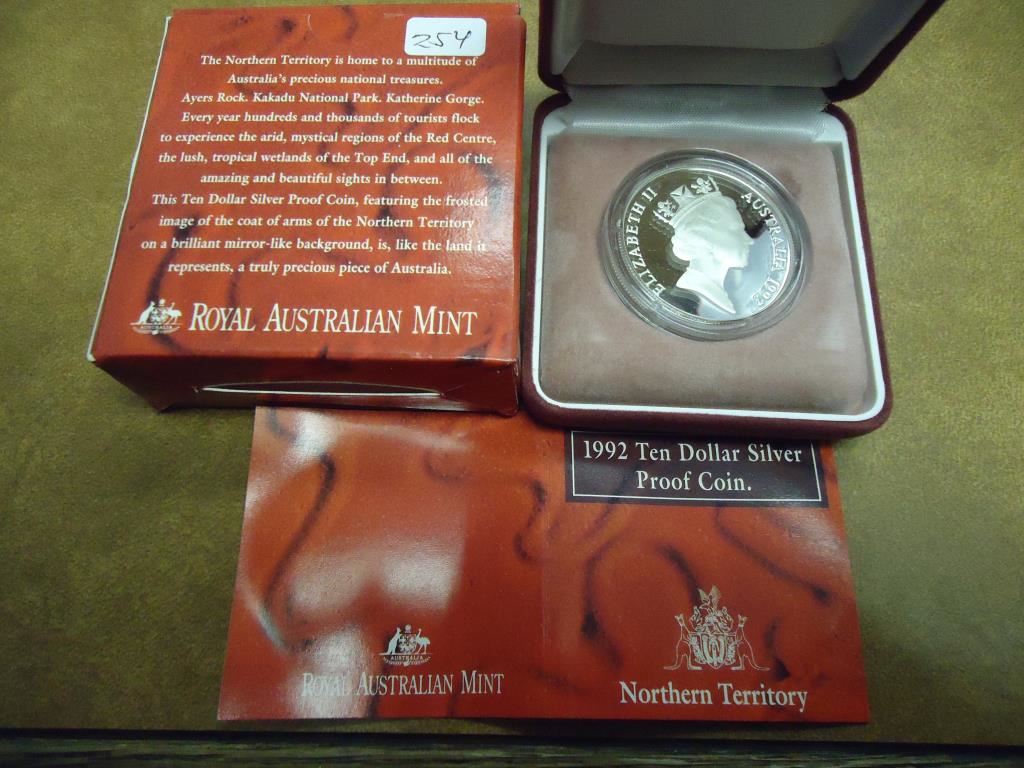 254
The Northern Territory is home to a multitude of
Australia's precious national treasures.
Ayers Rock. Kakadu National Park. Katherine Gorge.
Every year hundreds and thousands of tourists flock
to experience the arid, mystical regions of the Red Centre,
the lush, tropical wetlands of the Top End, and all of the
amazing and beautiful sights in between.
This Ten Dollar Silver Proof Coin, featuring the frosted
image of the coat of arms of the Northern Territory
on a brilliant mirror-like background, is, like the land it
represents, a truly precious piece of Australia.
AUSTRALIA
ROYAL AUSTRALIAN MINT
ELIZABETH II
AUSTRALIA 1992
1992 Ten Dollar Silver
Proof Coin.
AUSTRALIA
ROYAL AUSTRALIAN MINT
Northern Territory